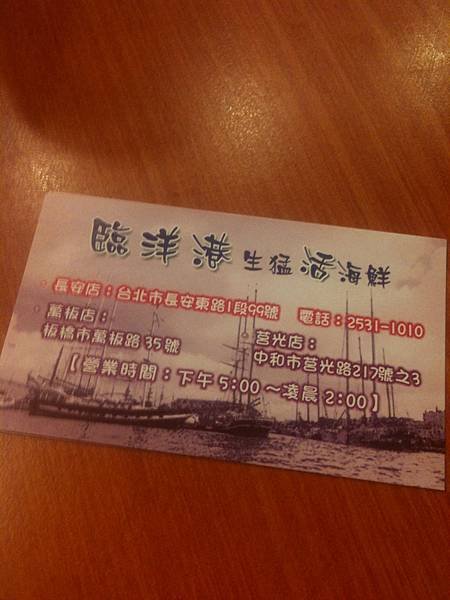 臨洋港生猛活海鮮
長安店：台北市長安東路1段99號 電話：2531-1010
萬板店： 莒光店：
板橋市萬板路35號 中和市莒光路217號之3
【營業時間：下午5:00～凌晨2:00】